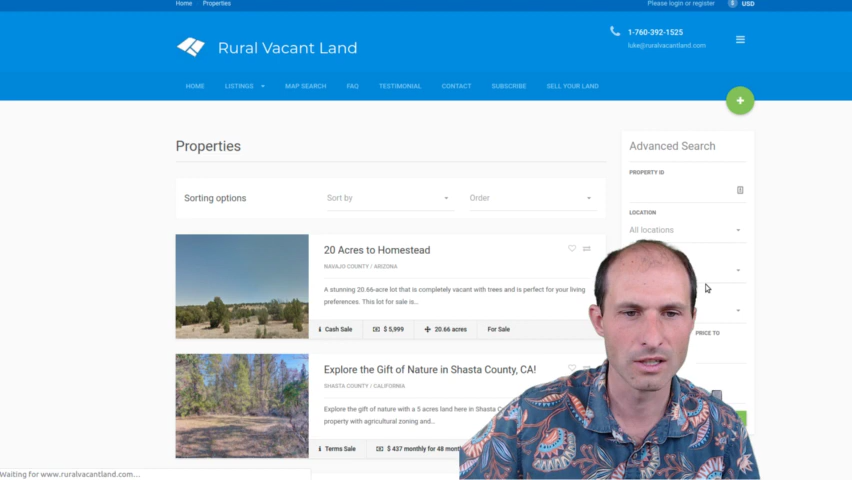 Home Properties Please login or register $ USD
Rural Vacant Land
1-760-392-1525
luke@ruralvacantland.com
HOME LISTINGS MAP SEARCH FAQ TESTIMONIAL CONTACT SUBSCRIBE SELL YOUR LAND
Properties
Sorting options Sort by Order
20 Acres to Homestead
NAVAJO COUNTY / ARIZONA
A stunning 20.66-acre lot that is completely vacant with trees and is perfect for your living
preferences. This lot for sale is...
Cash Sale $ 5,999 20.66 acres For Sale
Explore the Gift of Nature in Shasta County, CA!
SHASTA COUNTY / CALIFORNIA
Explore the gift of nature with a 5 acres land here in Shasta
property with agricultural zoning and...
Terms Sale $ 437 monthly for 48
Advanced Search
PROPERTY ID
LOCATION
All locations
PRICE TO
Waiting for www.ruralvacantland.com...